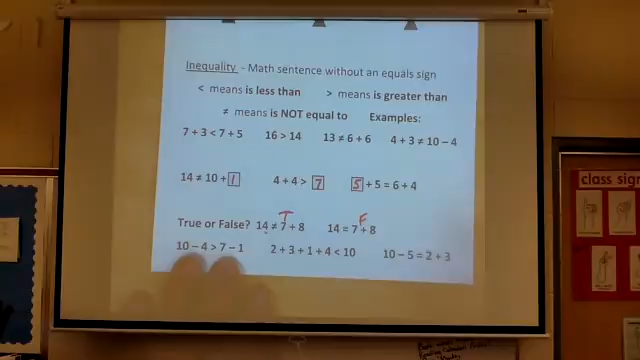 Inequality - Math sentence without an equals sign
< means is less than > means is greater than
≠ means is NOT equal to Examples:
7 + 3 < 7 + 5 16 > 14 13 ≠ 6 + 6 4 + 3 ≠ 10 − 4
14 ≠ 10 + 1 4 + 4 > 7 5 + 5 = 6 + 4
T F
True or False? 14 ≠ 7 + 8 14 = 7 + 8
10 − 4 > 7 − 1 2 + 3 + 1 + 4 < 10 10 − 5 = 2 + 3
class sign